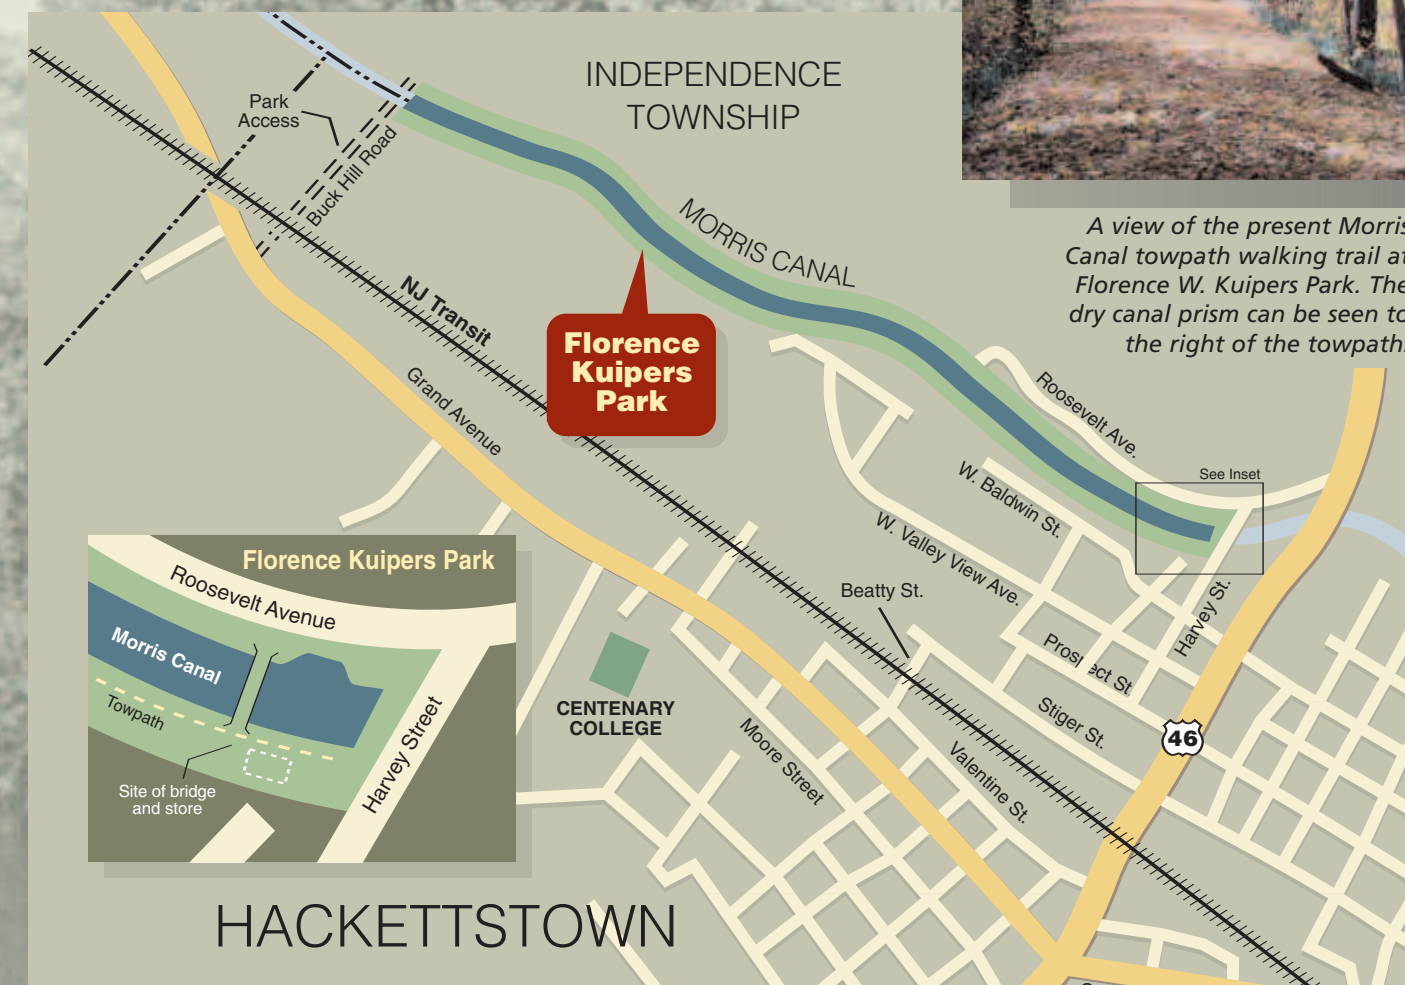 INDEPENDENCE
TOWNSHIP
Park
Access
Buck Hill Road
MORRIS CANAL
A view of the present Morris
Canal towpath walking trail at
Florence W. Kuipers Park. The
dry canal prism can be seen to
the right of the towpath.
NJ Transit
Florence
Kuipers
Park
Grand Avenue
Roosevelt Ave.
See Inset
W. Baldwin St.
W. Valley View Ave.
Beatty St.
Harvey St.
Prospect St
Stiger St.
46
Valentine St.
Moore Street
CENTENARY
COLLEGE
Florence Kuipers Park
Roosevelt Avenue
Morris Canal
Towpath
Harvey Street
Site of bridge
and store
HACKETTSTOWN